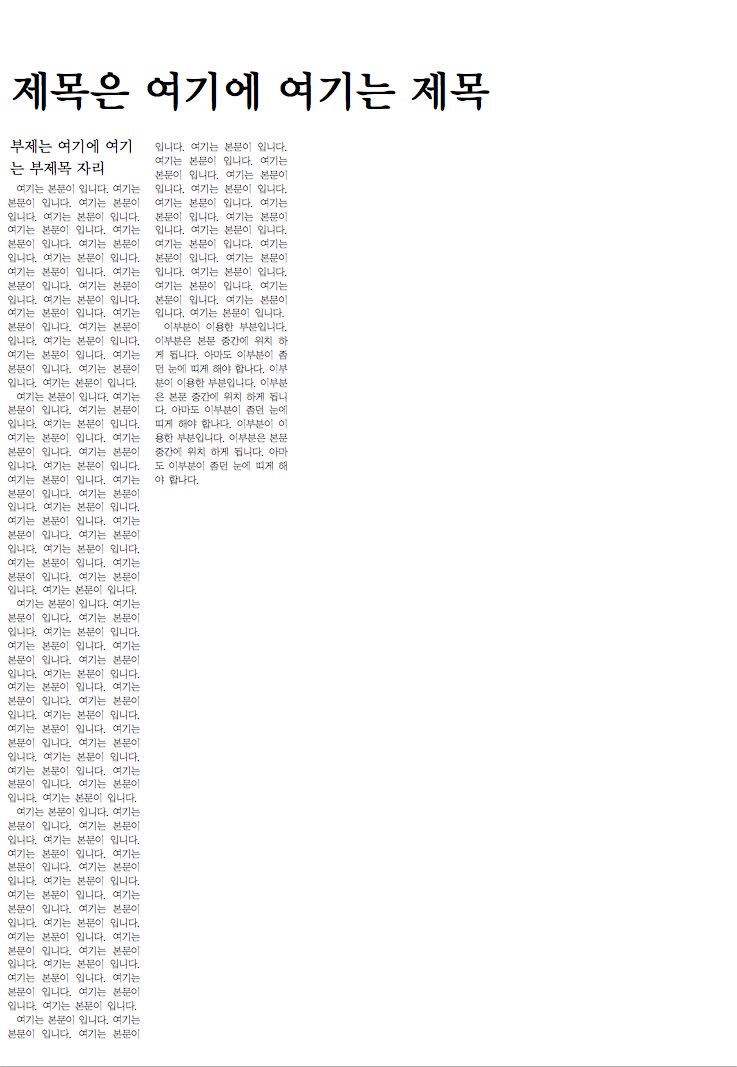 제목은 여기에 여기는 제목
부제는 여기에 여기
는 부제목 자리
여기는 본문이 입니다. 여기는
본문이 입니다. 여기는 본문이
입니다. 여기는 본문이 입니다.
여기는 본문이 입니다. 여기는
본문이 입니다. 여기는 본문이
입니다. 여기는 본문이 입니다.
여기는 본문이 입니다. 여기는
본문이 입니다. 여기는 본문이
입니다. 여기는 본문이 입니다.
여기는 본문이 입니다. 여기는
본문이 입니다. 여기는 본문이
입니다. 여기는 본문이 입니다.
여기는 본문이 입니다. 여기는
본문이 입니다. 여기는 본문이
입니다. 여기는 본문이 입니다.
여기는 본문이 입니다. 여기는
본문이 입니다. 여기는 본문이
입니다. 여기는 본문이 입니다.
여기는 본문이 입니다. 여기는
본문이 입니다. 여기는 본문이
입니다. 여기는 본문이 입니다.
여기는 본문이 입니다. 여기는
본문이 입니다. 여기는 본문이
입니다. 여기는 본문이 입니다.
여기는 본문이 입니다. 여기는
본문이 입니다. 여기는 본문이
입니다. 여기는 본문이 입니다.
여기는 본문이 입니다. 여기는
본문이 입니다. 여기는 본문이
입니다. 여기는 본문이 입니다.
여기는 본문이 입니다. 여기는
본문이 입니다. 여기는 본문이
입니다. 여기는 본문이 입니다.
여기는 본문이 입니다. 여기는
본문이 입니다. 여기는 본문이
입니다. 여기는 본문이 입니다.
여기는 본문이 입니다. 여기는
본문이 입니다. 여기는 본문이
입니다. 여기는 본문이 입니다.
여기는 본문이 입니다. 여기는
본문이 입니다. 여기는 본문이
입니다. 여기는 본문이 입니다.
여기는 본문이 입니다. 여기는
본문이 입니다. 여기는 본문이
입니다. 여기는 본문이 입니다.
여기는 본문이 입니다. 여기는
본문이 입니다. 여기는 본문이
입니다. 여기는 본문이 입니다.
여기는 본문이 입니다. 여기는
본문이 입니다. 여기는 본문이
입니다. 여기는 본문이 입니다.
여기는 본문이 입니다. 여기는
본문이 입니다. 여기는 본문이
입니다. 여기는 본문이 입니다.
여기는 본문이 입니다. 여기는
본문이 입니다. 여기는 본문이
입니다. 여기는 본문이 입니다.
여기는 본문이 입니다. 여기는
본문이 입니다. 여기는 본문이
입니다. 여기는 본문이 입니다.
여기는 본문이 입니다. 여기는
본문이 입니다. 여기는 본문이
입니다. 여기는 본문이 입니다.
여기는 본문이 입니다. 여기는
본문이 입니다. 여기는 본문이
입니다. 여기는 본문이 입니다.
여기는 본문이 입니다. 여기는
본문이 입니다. 여기는 본문이
입니다. 여기는 본문이 입니다.
여기는 본문이 입니다. 여기는
본문이 입니다. 여기는 본문이
입니다. 여기는 본문이 입니다.
여기는 본문이 입니다. 여기는
본문이 입니다. 여기는 본문이
입니다. 여기는 본문이 입니다.
이부분이 이용한 부분입니다.
이부분은 본문 중간에 위치 하
게 됩니다. 아마도 이부분이 좀
던 눈에 띠게 해야 합나다. 이부
분이 이용한 부분입니다. 이부분
은 본문 중간에 위치 하게 됩니
다. 아마도 이부분이 좀던 눈에
띠게 해야 합나다. 이부분이 이
용한 부분입니다. 이부분은 본문
중간에 위치 하게 됩니다. 아마
도 이부분이 좀던 눈에 띠게 해
야 합나다.